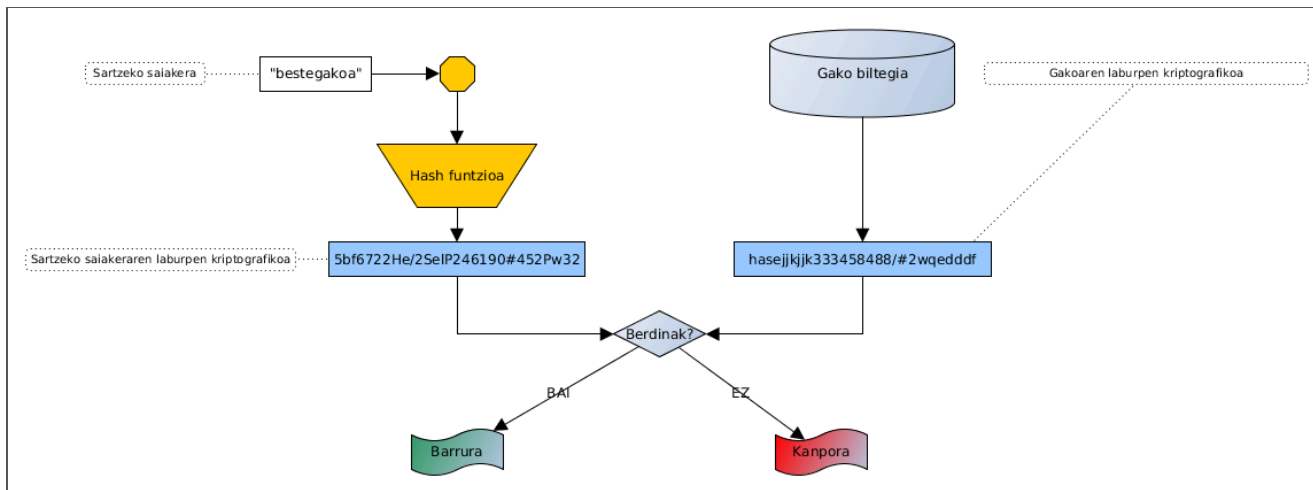 Sartzeko saiakera
"bestegakoa"
Gako biltegia
Gakoaren laburpen kriptografikoa
Hash funtzioa
Sartzeko saiakeraren laburpen kriptografikoa
5bf6722He/2SelP246190#452Pw32
hasejjkjjk333458488/#2wqedddf
Berdinak?
BAI
EZ
Barrura
Kanpora